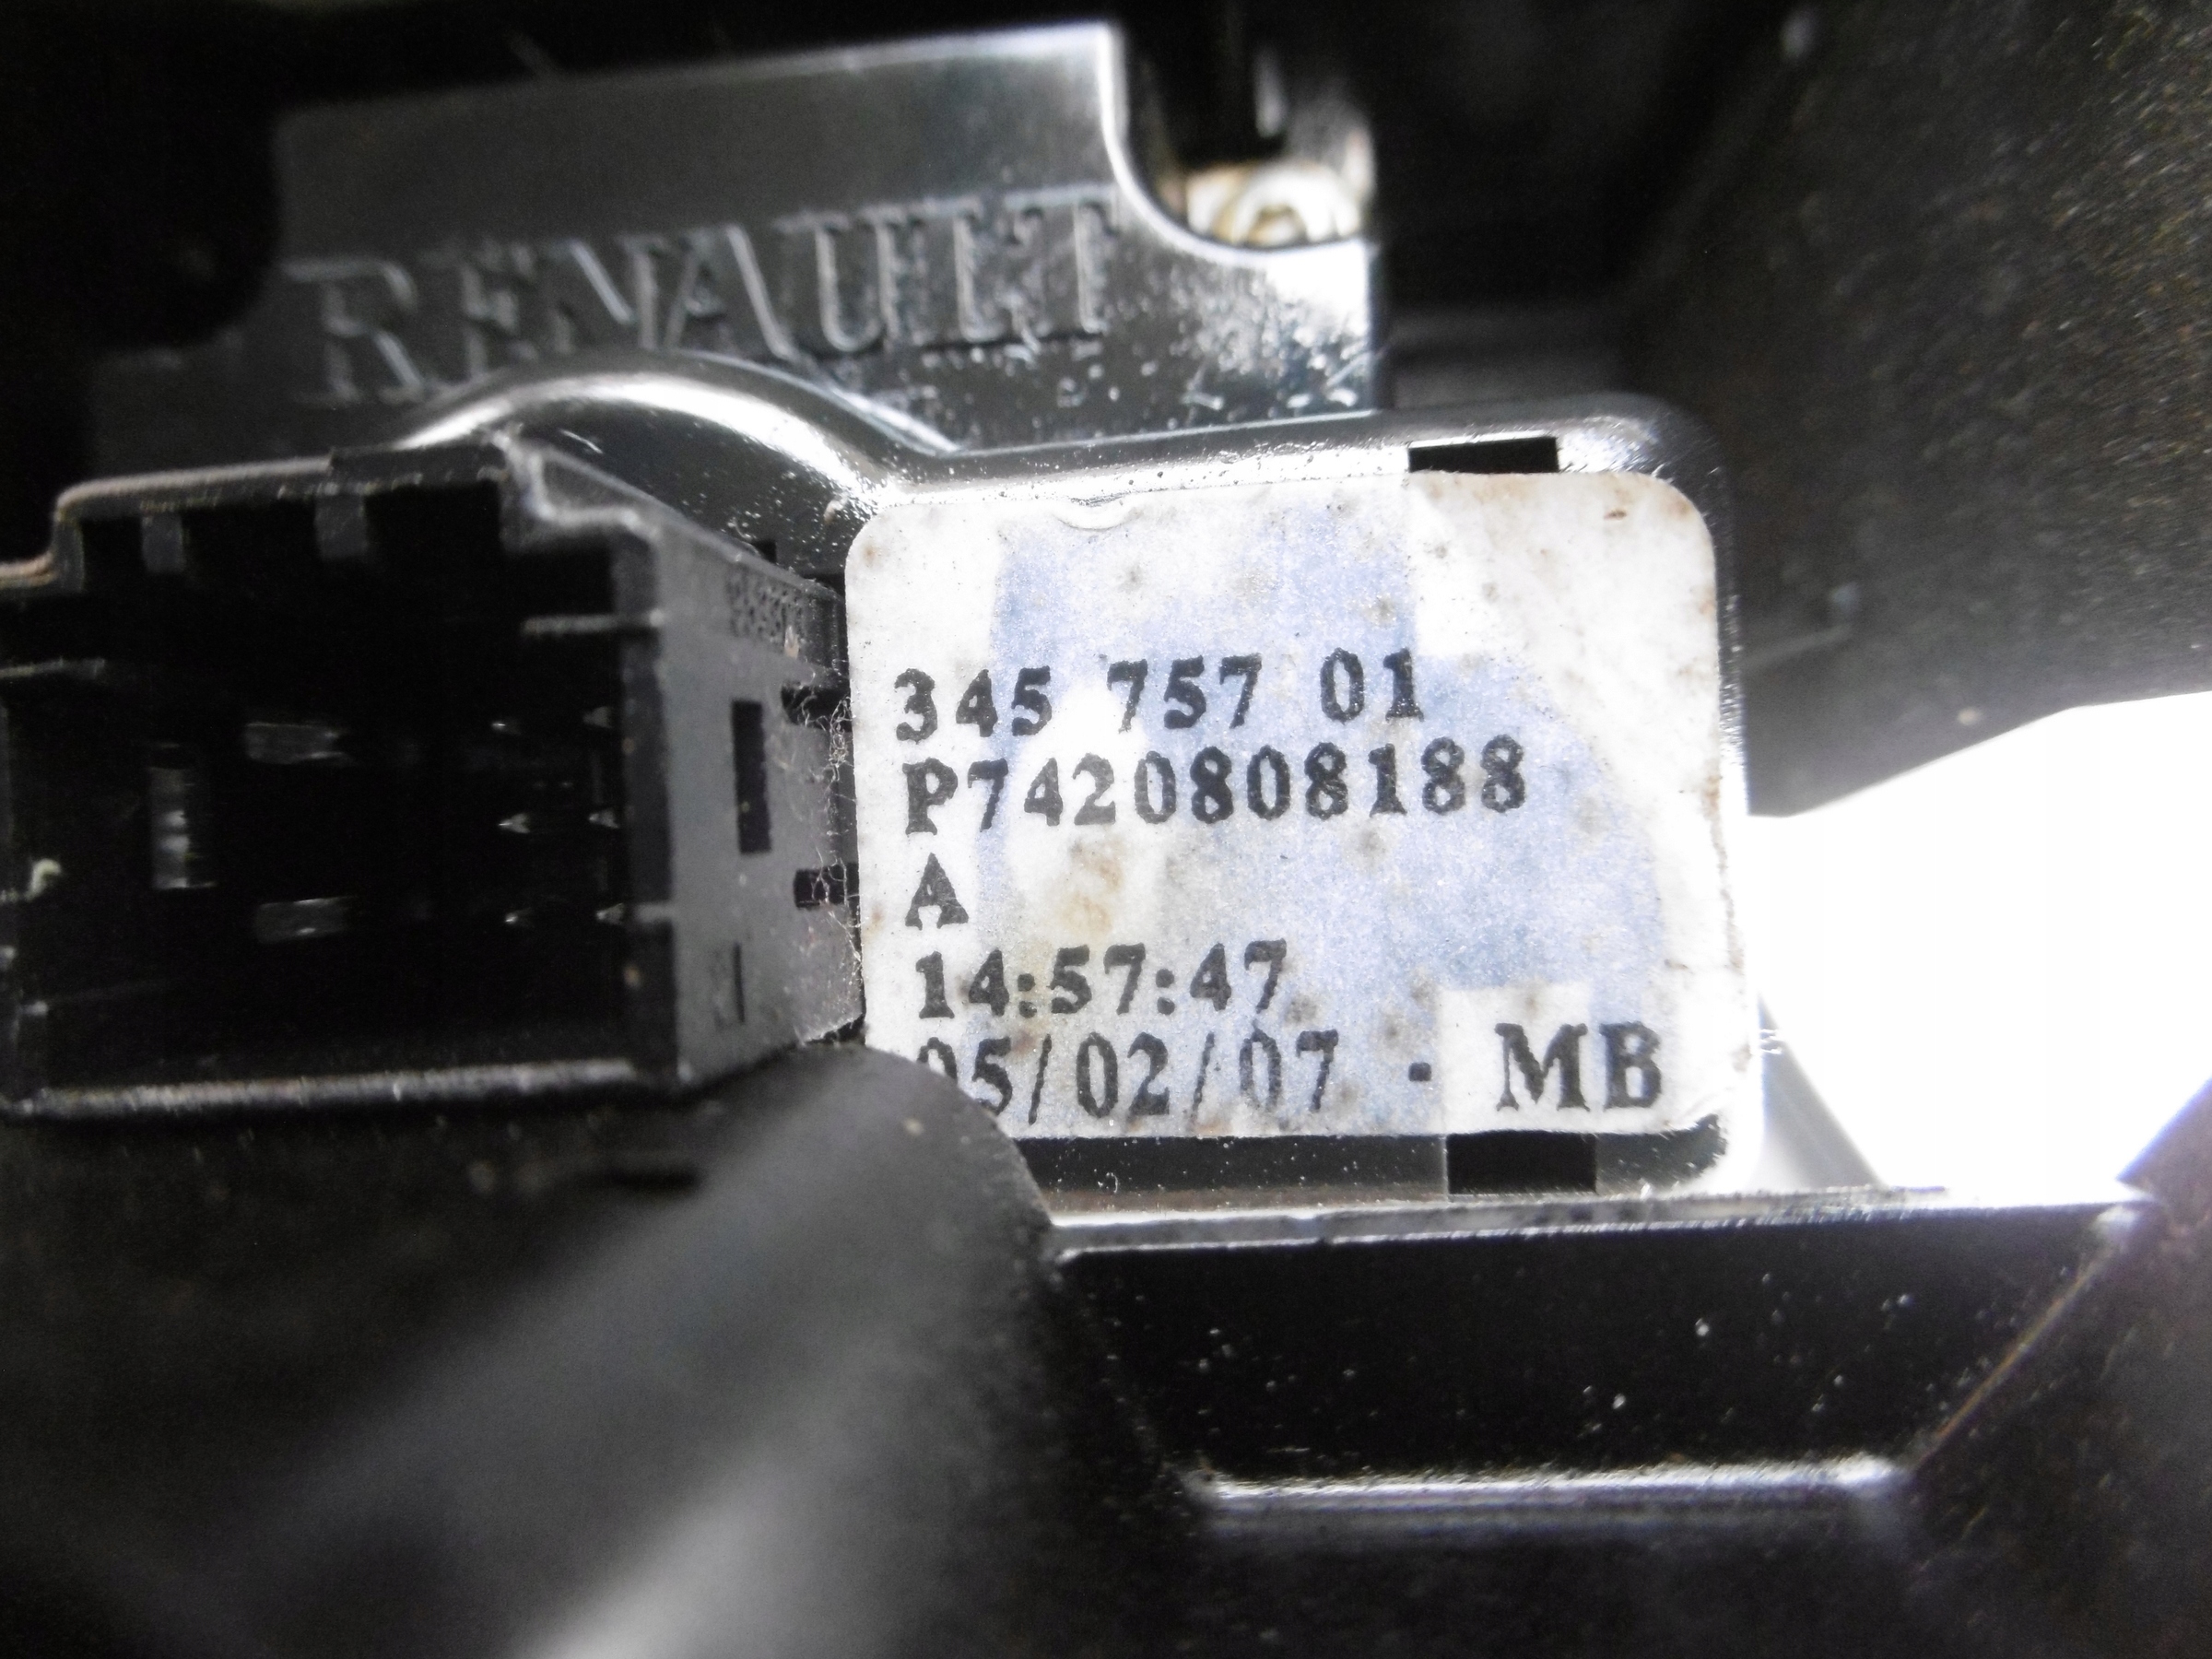 RENAULT
345 757 01
P7420808188
A
14:57:47
05/02/07 - MB